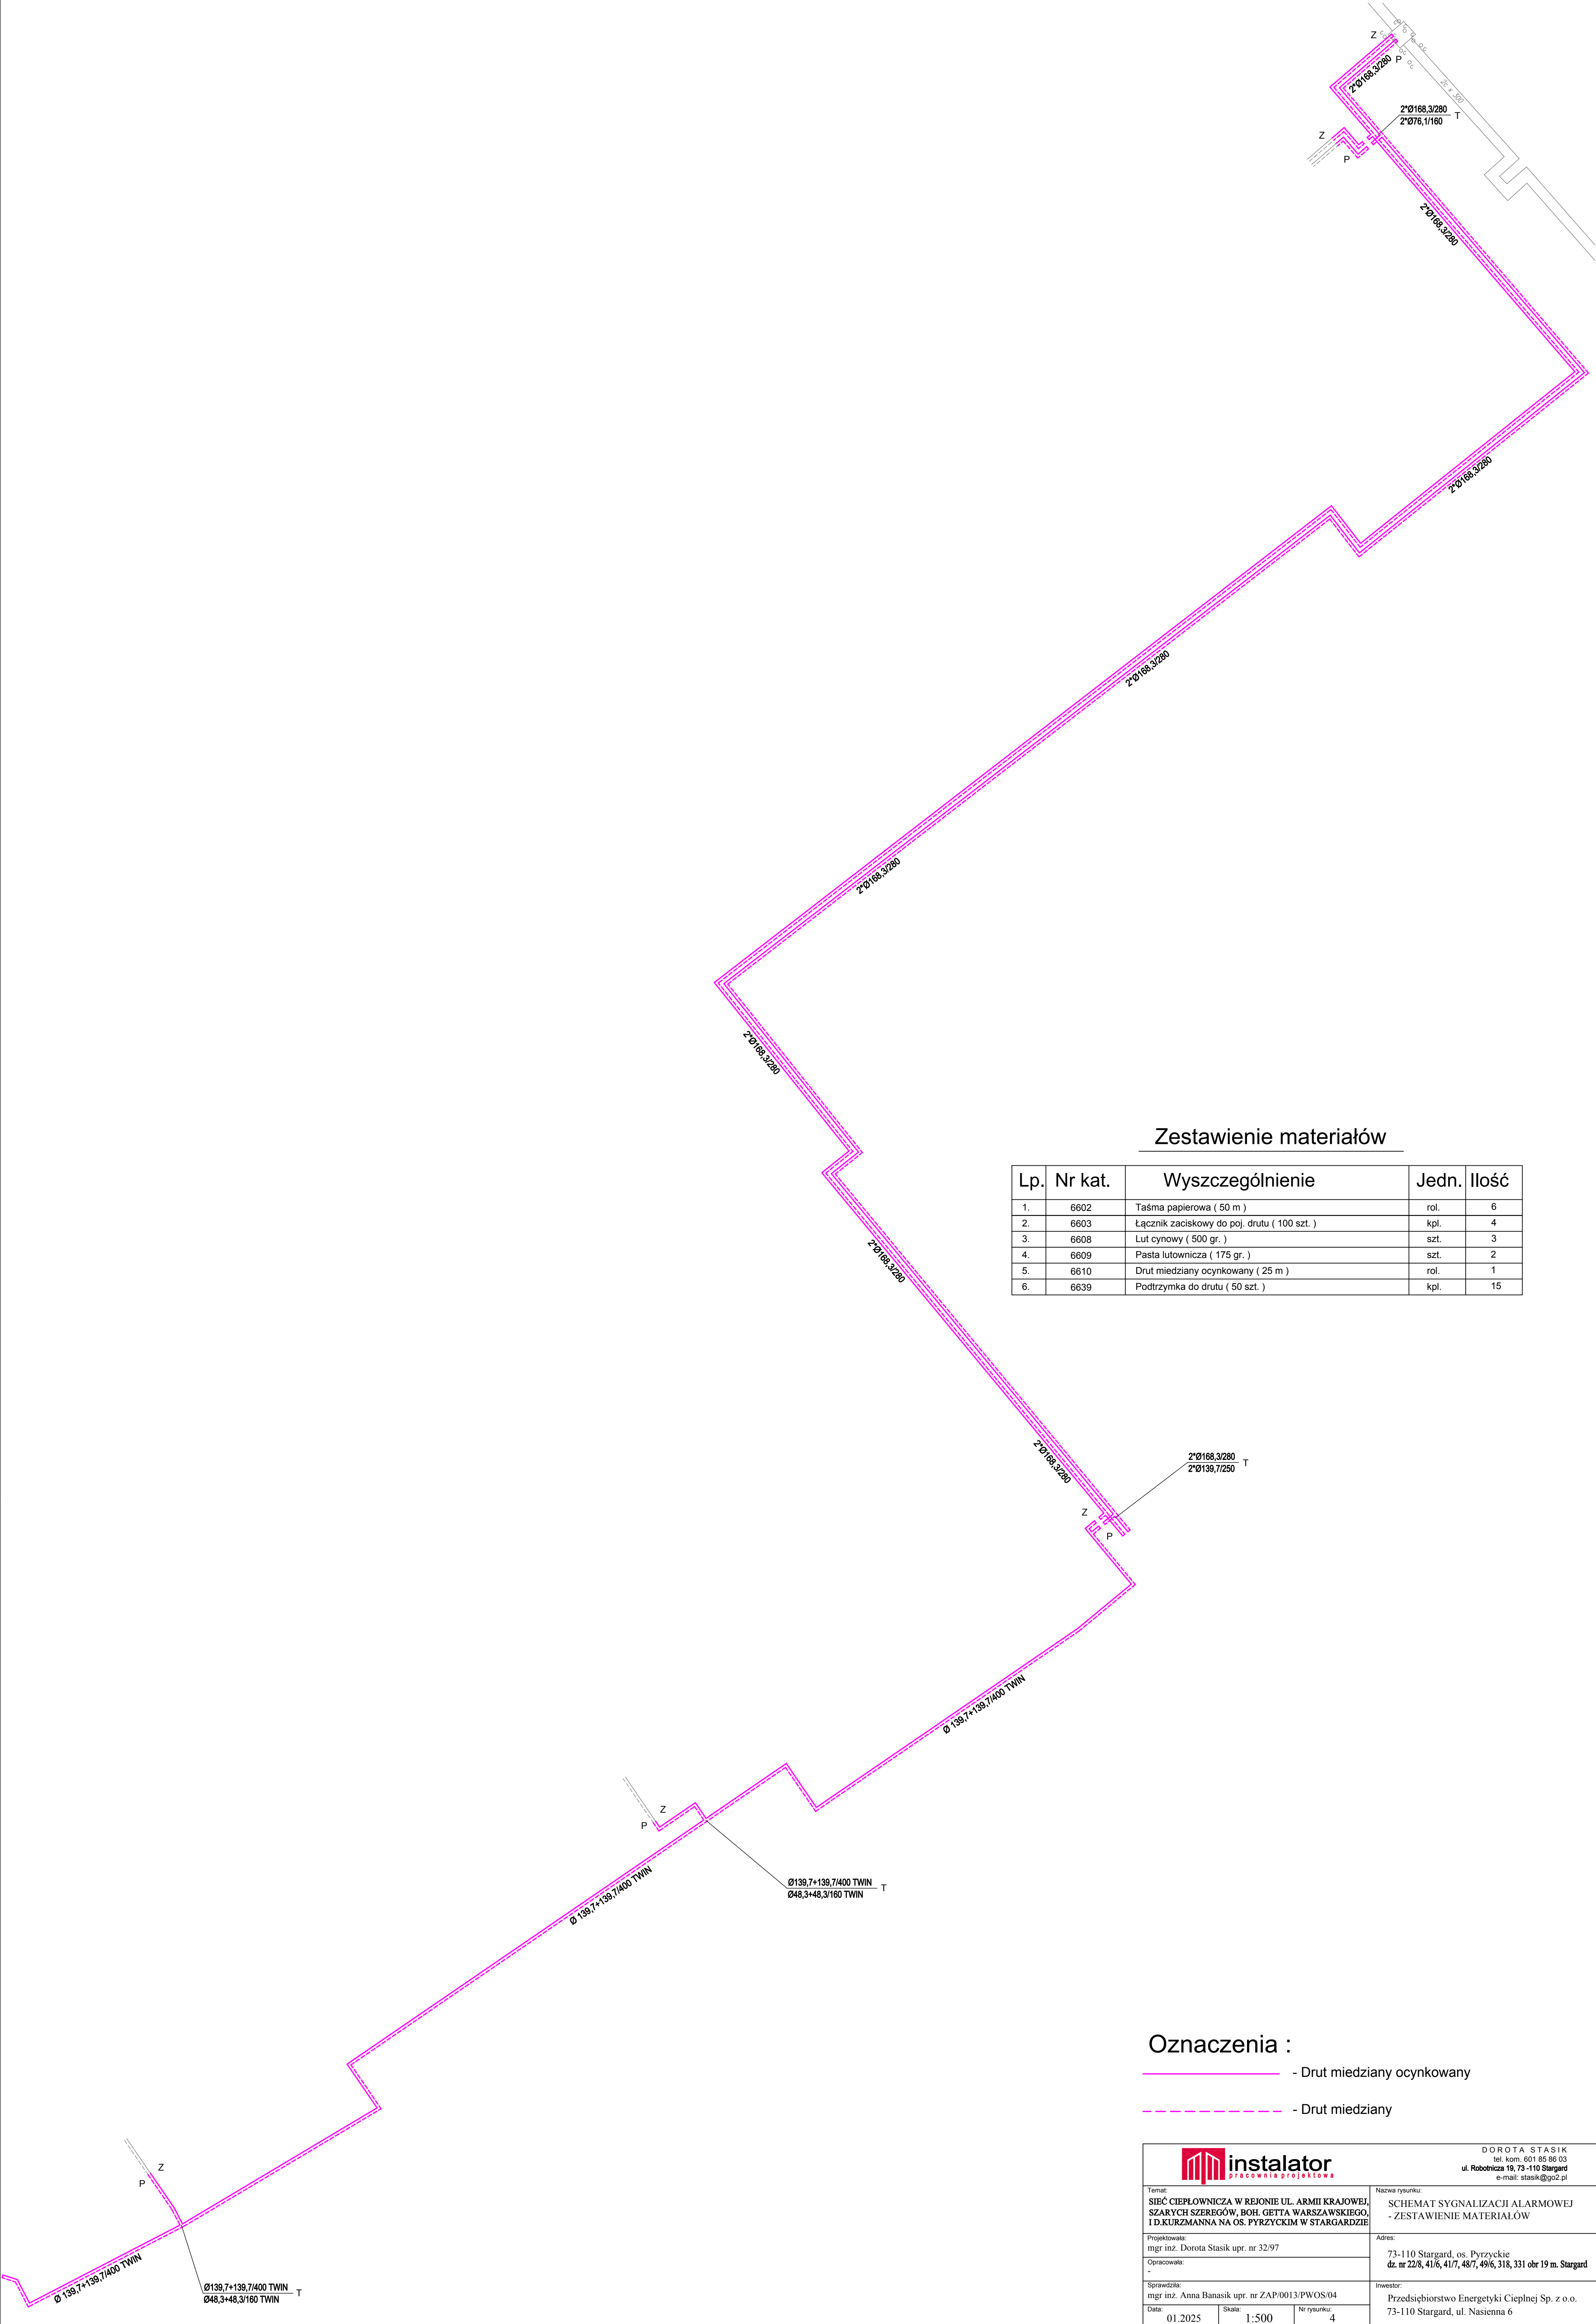 Z
P
2*Ø168,3/280
2c x 300
2*Ø168,3/280
2*Ø76,1/160
T
Z
P
2*Ø168,3/280
2*Ø168,3/280
2*Ø168,3/280
2*Ø168,3/280
2*Ø168,3/280
Zestawienie materiałów
Lp. Nr kat. Wyszczególnienie Jedn. Ilość
1. 6602 Taśma papierowa ( 50 m ) rol. 6
2. 6603 Łącznik zaciskowy do poj. drutu ( 100 szt. ) kpl. 4
3. 6608 Lut cynowy ( 500 gr. ) szt. 3
4. 6609 Pasta lutownicza ( 175 gr. ) szt. 2
5. 6610 Drut miedziany ocynkowany ( 25 m ) rol. 1
6. 6639 Podtrzymka do drutu ( 50 szt. ) kpl. 15
2*Ø168,3/280
2*Ø168,3/280
2*Ø168,3/280
2*Ø139,7/250
T
Z
P
Ø 139,7+139,7/400 TWIN
Z
P
Ø139,7+139,7/400 TWIN
Ø48,3+48,3/160 TWIN
T
Ø 139,7+139,7/400 TWIN
Oznaczenia :
- Drut miedziany ocynkowany
- Drut miedziany
Z
P
Ø 139,7+139,7/400 TWIN
Ø139,7+139,7/400 TWIN
Ø48,3+48,3/160 TWIN
T
instalator
pracownia projektowa
DOROTA STASIK
tel. kom. 601 85 86 03
ul. Robotnicza 19, 73 -110 Stargard
e-mail: stasik@go2.pl
Temat:
SIEĆ CIEPŁOWNICZA W REJONIE UL. ARMII KRAJOWEJ,
SZARYCH SZEREGÓW, BOH. GETTA WARSZAWSKIEGO,
I D.KURZMANNA NA OS. PYRZYCKIM W STARGARDZIE
Nazwa rysunku:
SCHEMAT SYGNALIZACJI ALARMOWEJ
- ZESTAWIENIE MATERIAŁÓW
Projektowała:
mgr inż. Dorota Stasik upr. nr 32/97
Opracowała:
-
Adres:
73-110 Stargard, os. Pyrzyckie
dz. nr 22/8, 41/6, 41/7, 48/7, 49/6, 318, 331 obr 19 m. Stargard
Sprawdziła:
mgr inż. Anna Banasik upr. nr ZAP/0013/PWOS/04
Inwestor:
Przedsiębiorstwo Energetyki Cieplnej Sp. z o.o.
73-110 Stargard, ul. Nasienna 6
Data:
01.2025
Skala:
1:500
Nr rysunku:
4